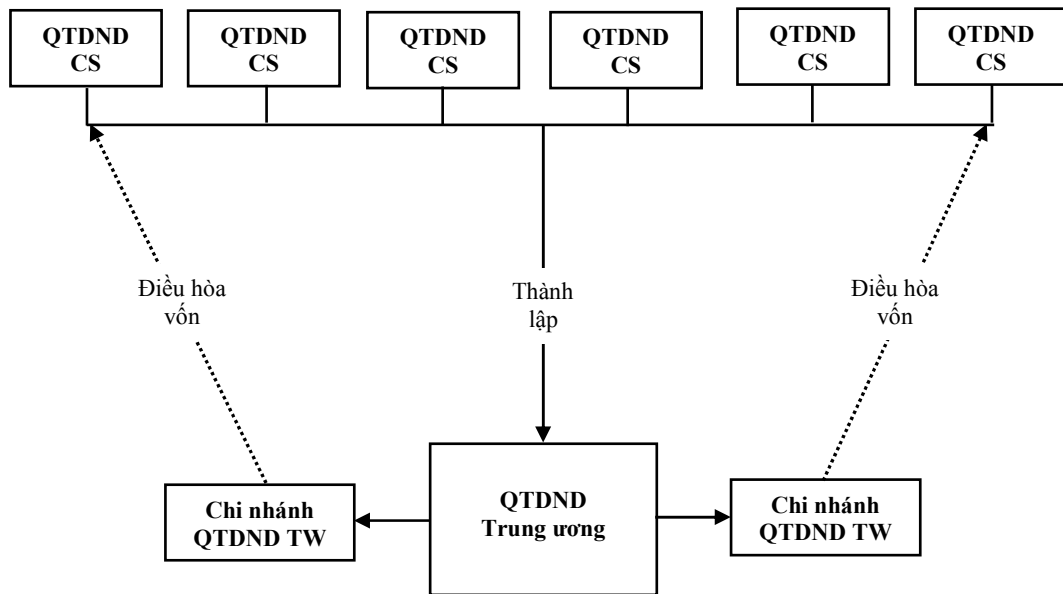 QTDND
CS
QTDND
CS
QTDND
CS
QTDND
CS
QTDND
CS
QTDND
CS
Điều hòa
vốn
Thành
lập
Điều hòa
vốn
Chi nhánh
QTDND TW
QTDND
Trung ương
Chi nhánh
QTDND TW